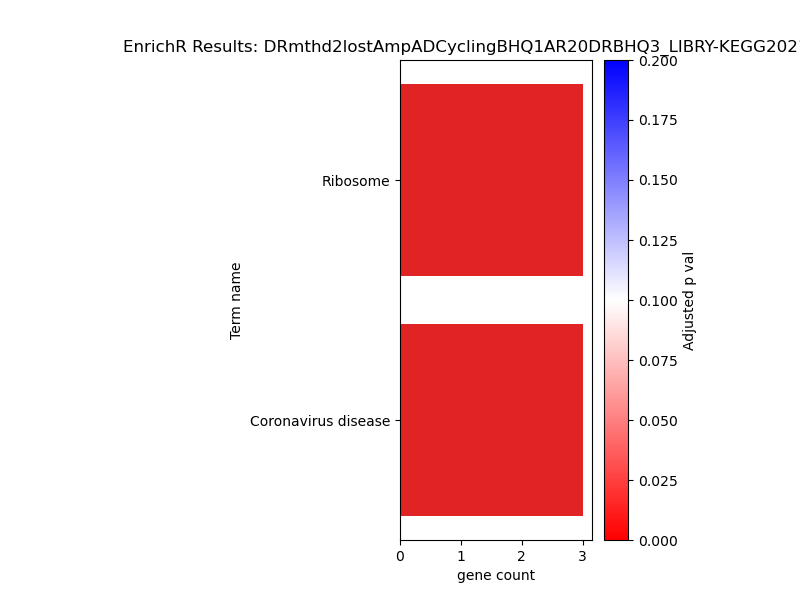 EnrichR Results: DRmthd2lostAmpADCyclingBHQ1AR20DRBHQ3_LIBRY-KEGG202
Ribosome
Coronavirus disease
Term name
0 1 2 3
gene count
0.200
0.175
0.150
0.125
0.100
0.075
0.050
0.025
0.000
Adjusted p val